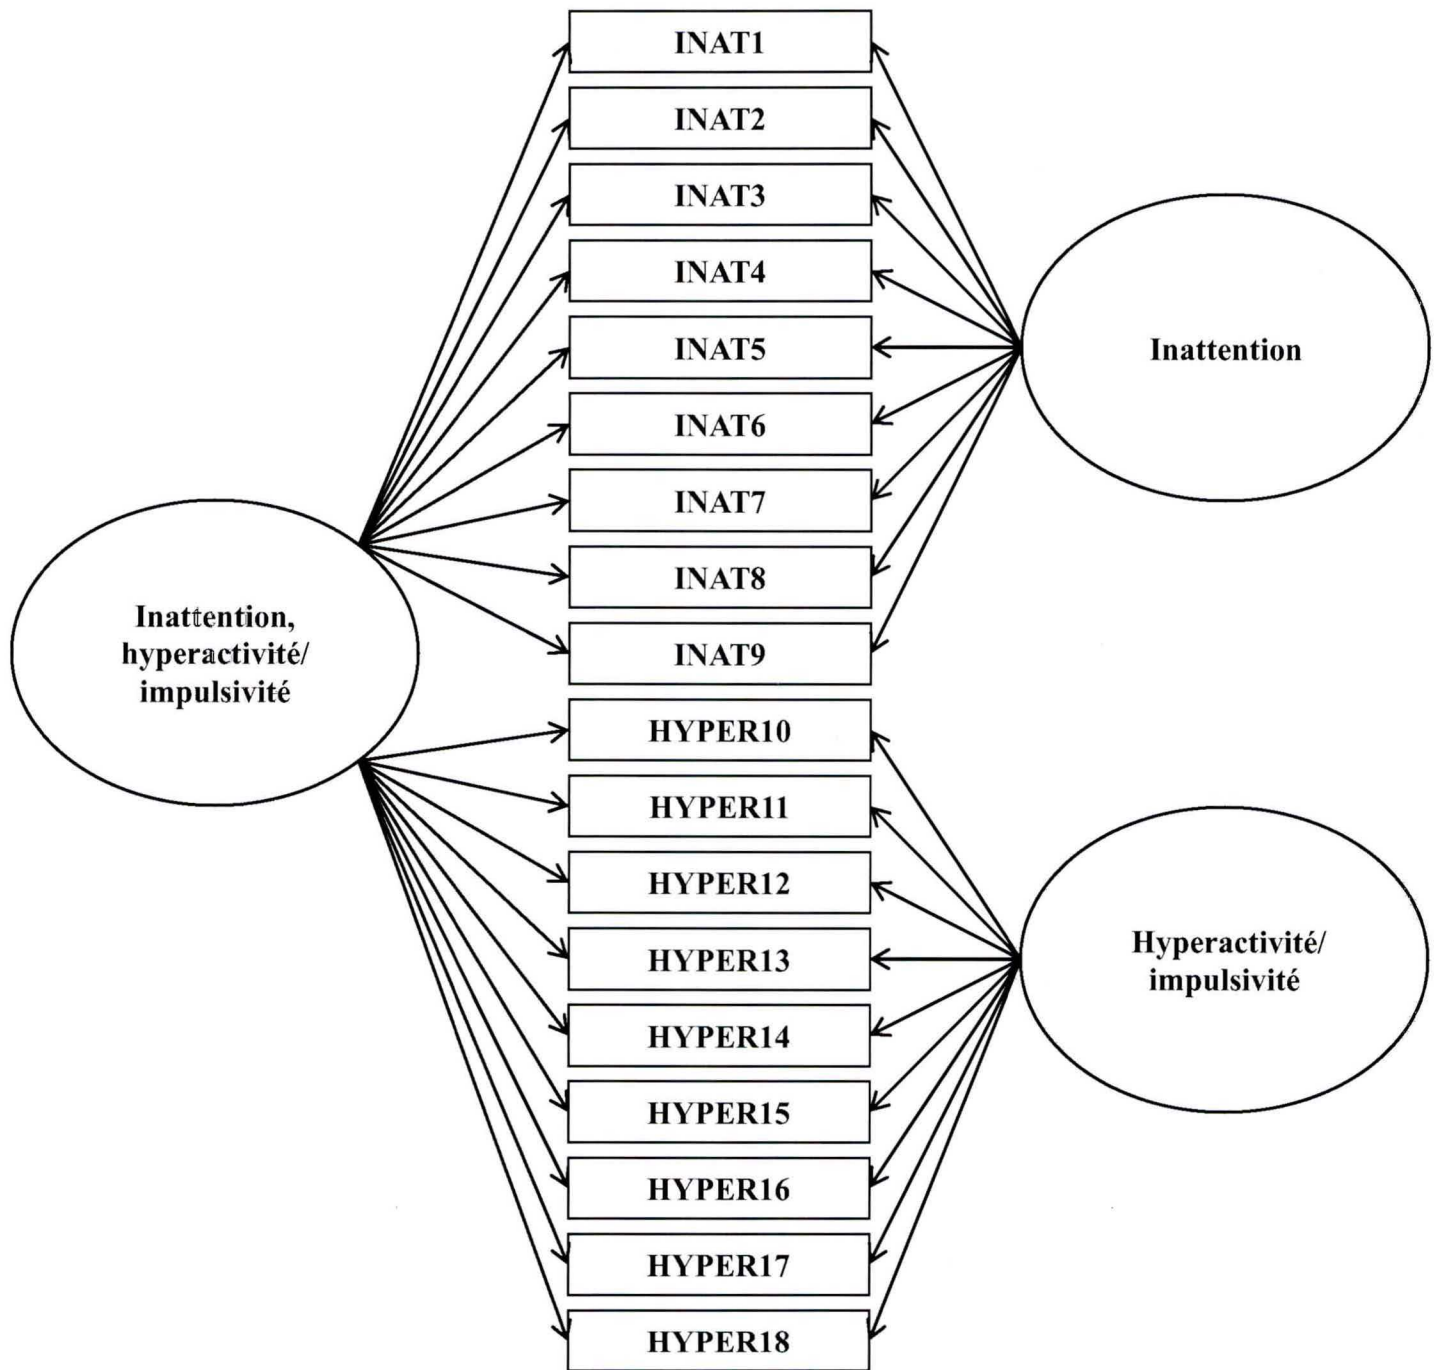 INAT1
INAT2
INAT3
INAT4
INAT5
INAT6
INAT7
INAT8
INAT9
HYPER10
HYPER11
HYPER12
HYPER13
HYPER14
HYPER15
HYPER16
HYPER17
HYPER18
Inattention,
hyperactivité/
impulsivité
Inattention
Hyperactivité/
impulsivité